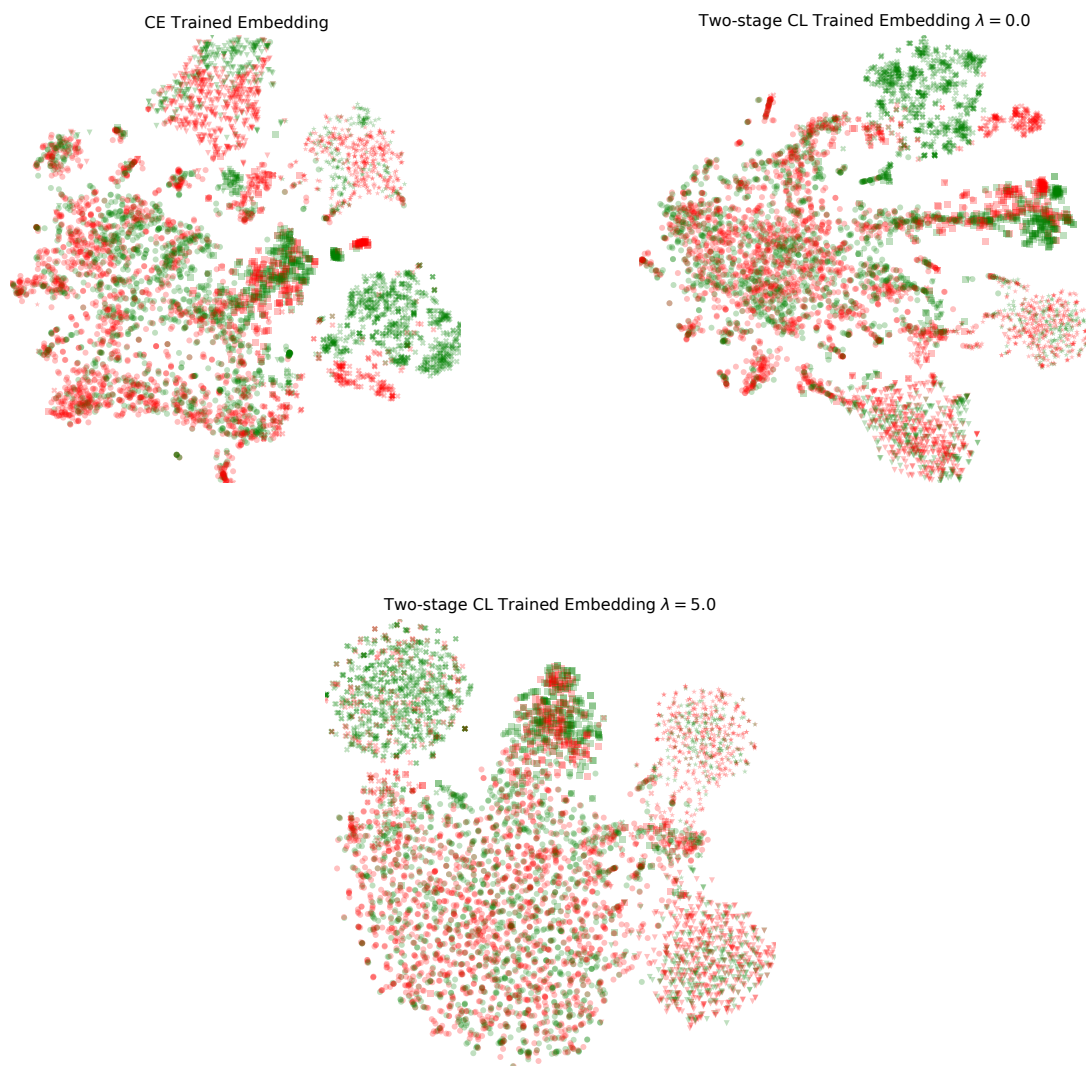 CE Trained Embedding
Two-stage CL Trained Embedding λ = 0.0
Two-stage CL Trained Embedding λ = 5.0